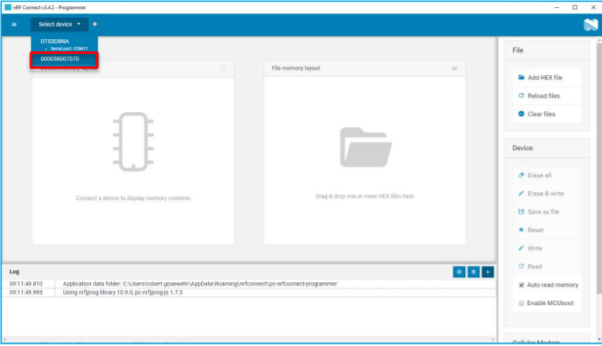 nRF Connect v3.4.2 - Programmer
Select device
DTD3DRNA
Serial port: COM11
000056007070
File memory layout
Connect a device to display memory contents
Drag & drop one or more HEX files here
File
Add HEX file
Reload files
Clear files
Device
Erase all
Erase & write
Save as file
Reset
Write
Read
Auto read memory
Enable MCUboot
Cellular Modem
Log
09:11:49.810 Application data folder: C:\Users\robert.gosewehr\AppData\Roaming\nrfconnect\pc-nrfconnect-programmer
09:11:49.995 Using nrfjprog library 10.9.0, pc-nrfjprog-js 1.7.3